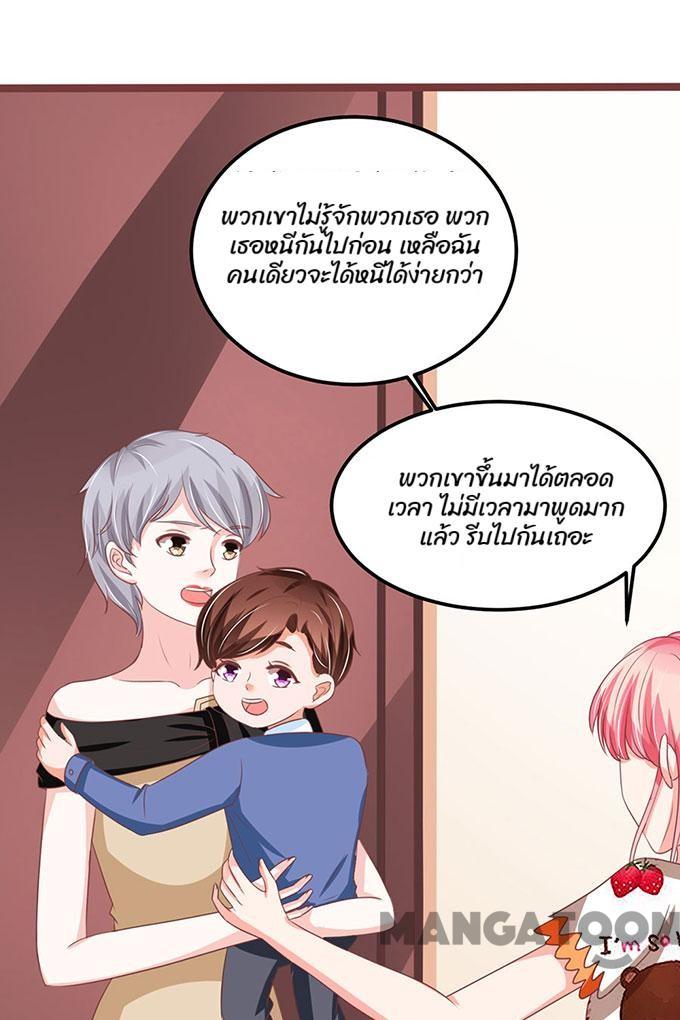 พวกเขาไม่รู้จักพวกเธอ พวก
เธอหนีกันไปก่อน เหลือฉัน
คนเดียวจะได้หนีได้ง่ายกว่า
พวกเขาขึ้นมาได้ตลอด
เวลา ไม่มีเวลามาพูดมาก
แล้ว รีบไปกันเถอะ
MANGATOON
I'm so